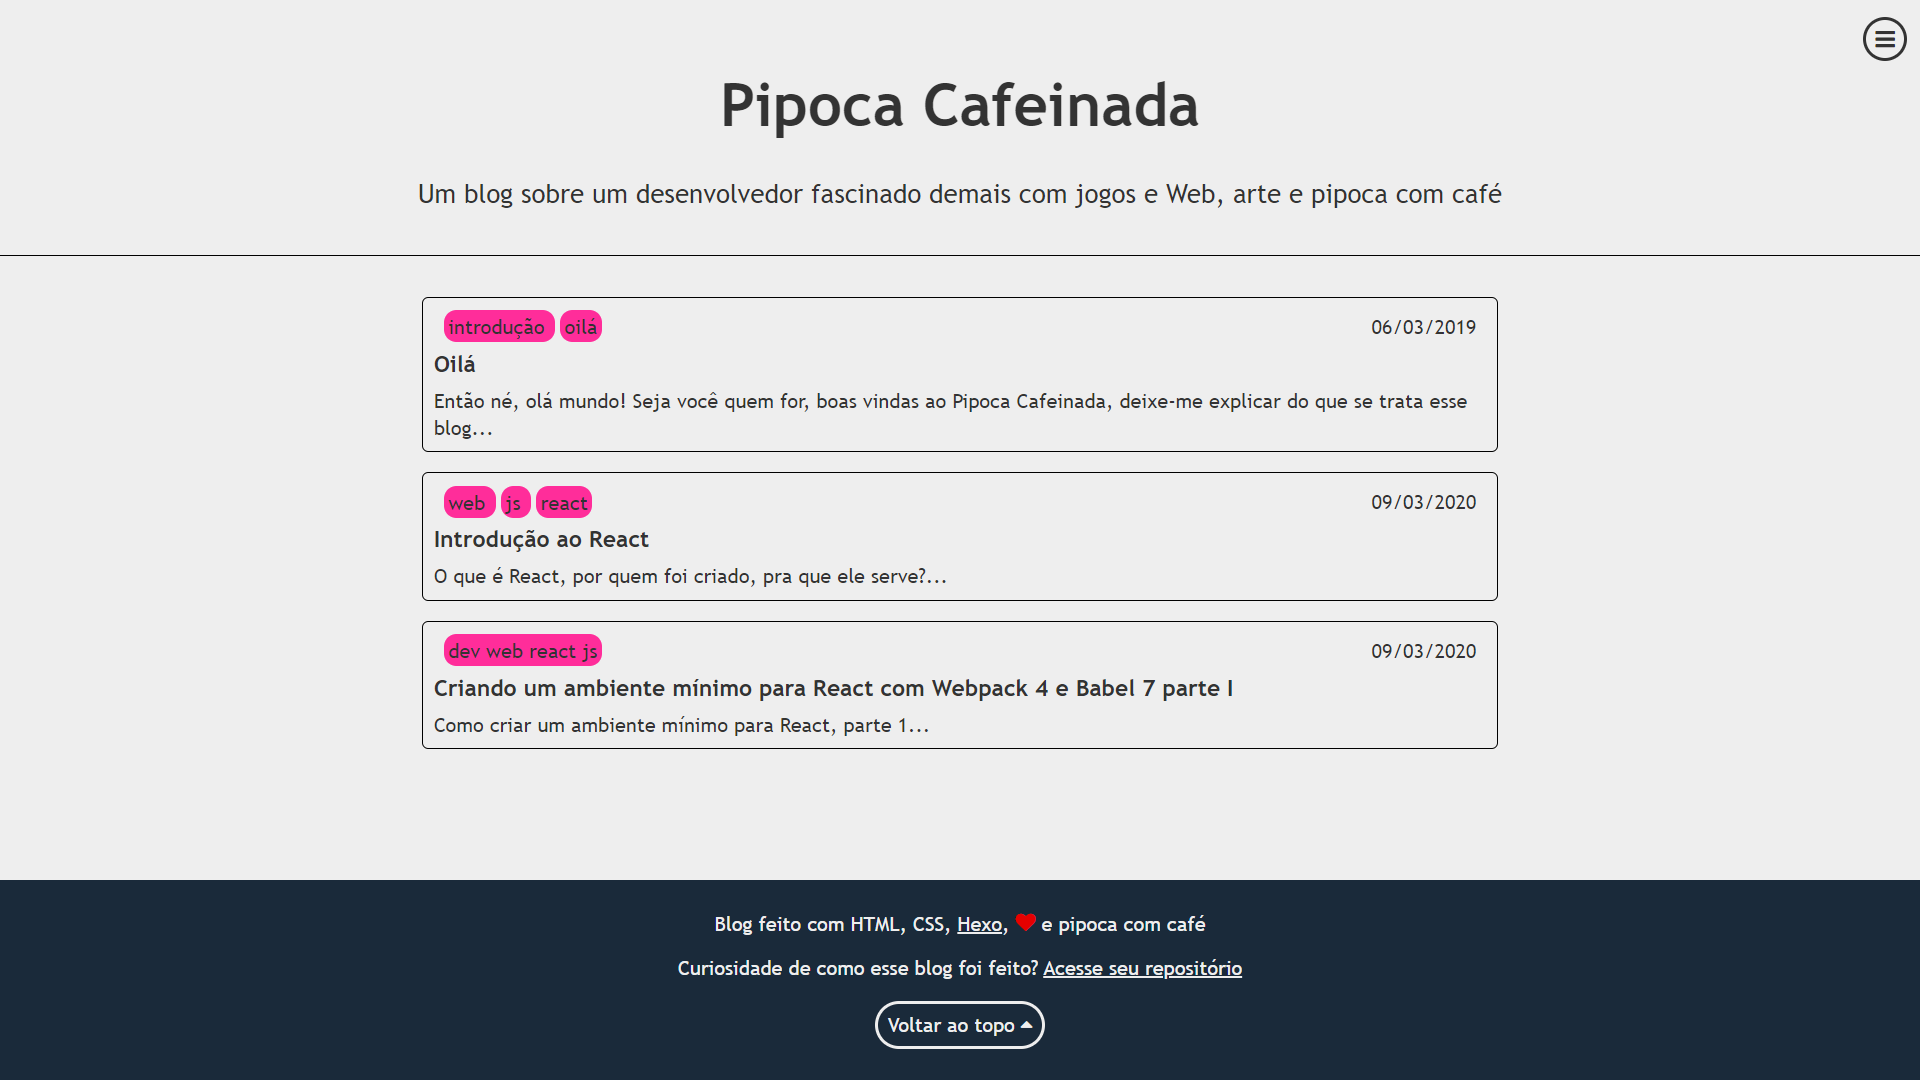 Pipoca Cafeinada
Um blog sobre um desenvolvedor fascinado demais com jogos e Web, arte e pipoca com café
introdução oilá 06/03/2019
Oilá
Então né, olá mundo! Seja você quem for, boas vindas ao Pipoca Cafeinada, deixe-me explicar do que se trata esse
blog...
web js react 09/03/2020
Introdução ao React
O que é React, por quem foi criado, pra que ele serve?...
dev web react js 09/03/2020
Criando um ambiente mínimo para React com Webpack 4 e Babel 7 parte I
Como criar um ambiente mínimo para React, parte 1...
Blog feito com HTML, CSS, Hexo, e pipoca com café
Curiosidade de como esse blog foi feito? Acesse seu repositório
Voltar ao topo